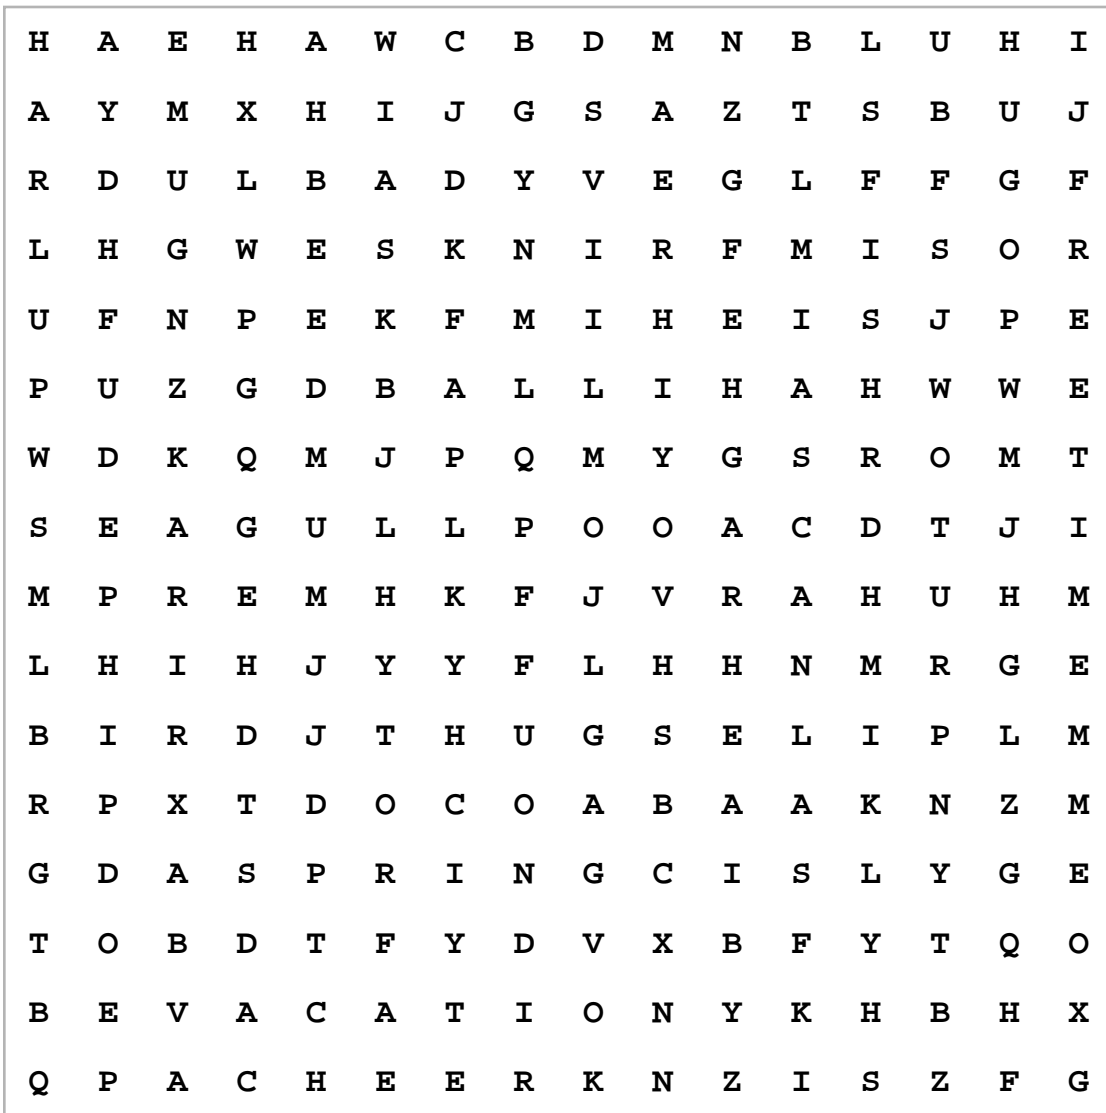 H A E H A W C B D M N B L U H I
A Y M X H I J G S A Z T S B U J
R D U L B A D Y V E G L F F G F
L H G W E S K N I R F M I S O R
U F N P E K F M I H E I S J P E
P U Z G D B A L L I H A H W W E
W D K Q M J P Q M Y G S R O M T
S E A G U L L P O O A C D T J I
M P R E M H K F J V R A H U H M
L H I H J Y Y F L H H N M R G E
B I R D J T H U G S E L I P L M
R P X T D O C O A B A A K N Z M
G D A S P R I N G C I S L Y G E
T O B D T F Y D V X B F Y T Q O
B E V A C A T I O N Y K H B H X
Q P A C H E E R K N Z I S Z F G